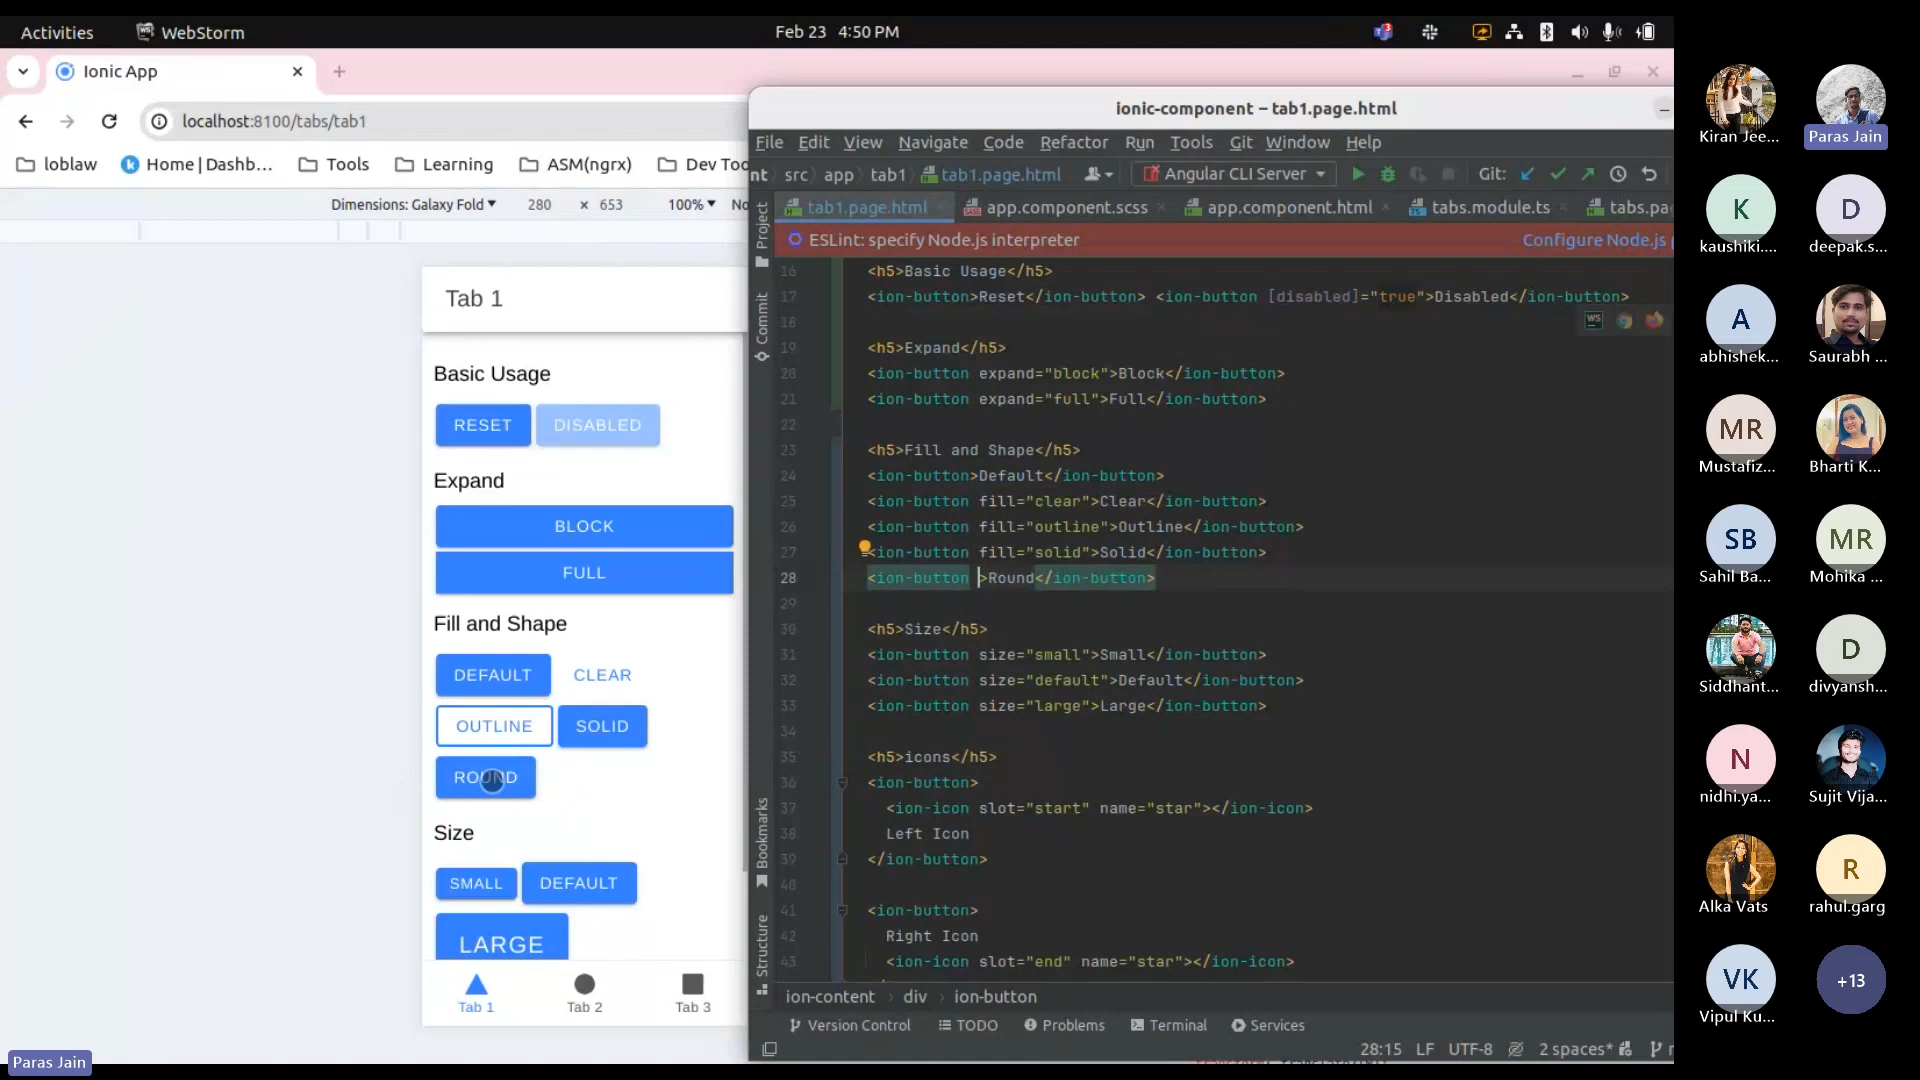 Activities
WebStorm
Feb 23 4:50 PM
Ionic App
localhost:8100/tabs/tab1
loblaw
Home | Dashb...
Tools
Learning
ASM(ngrx)
Dev Too
Dimensions: Galaxy Fold
280 × 653
100%
No
Tab 1
Basic Usage
RESET
DISABLED
Expand
BLOCK
FULL
Fill and Shape
DEFAULT
CLEAR
OUTLINE
SOLID
ROUND
Size
SMALL
DEFAULT
LARGE
Tab 1
Tab 2
Tab 3
Paras Jain
ionic-component – tab1.page.html
File Edit View Navigate Code Refactor Run Tools Git Window Help
nt src app tab1 tab1.page.html
Angular CLI Server
Git:
tab1.page.html
app.component.scss
app.component.html
tabs.module.ts
tabs.pa
ESLint: specify Node.js interpreter
Configure Node.js
Project
Commit
Bookmarks
Structure
16 <h5>Basic Usage</h5>
17 <ion-button>Reset</ion-button> <ion-button [disabled]="true">Disabled</ion-button>
18
19 <h5>Expand</h5>
20 <ion-button expand="block">Block</ion-button>
21 <ion-button expand="full">Full</ion-button>
22
23 <h5>Fill and Shape</h5>
24 <ion-button>Default</ion-button>
25 <ion-button fill="clear">Clear</ion-button>
26 <ion-button fill="outline">Outline</ion-button>
27 <ion-button fill="solid">Solid</ion-button>
28 <ion-button >Round</ion-button>
29
30 <h5>Size</h5>
31 <ion-button size="small">Small</ion-button>
32 <ion-button size="default">Default</ion-button>
33 <ion-button size="large">Large</ion-button>
34
35 <h5>icons</h5>
36 <ion-button>
37 <ion-icon slot="start" name="star"></ion-icon>
38 Left Icon
39 </ion-button>
40
41 <ion-button>
42 Right Icon
43 <ion-icon slot="end" name="star"></ion-icon>
ion-content › div › ion-button
Version Control
TODO
Problems
Terminal
Services
28:15 LF UTF-8 2 spaces*
Kiran Jee...
Paras Jain
K
kaushiki....
D
deepak.s...
A
abhishek...
Saurabh ...
MR
Mustafiz...
Bharti K...
SB
Sahil Ba...
MR
Mohika ...
Siddhant...
D
divyansh...
N
nidhi.ya...
Sujit Vija...
Alka Vats
R
rahul.garg
VK
Vipul Ku...
+13